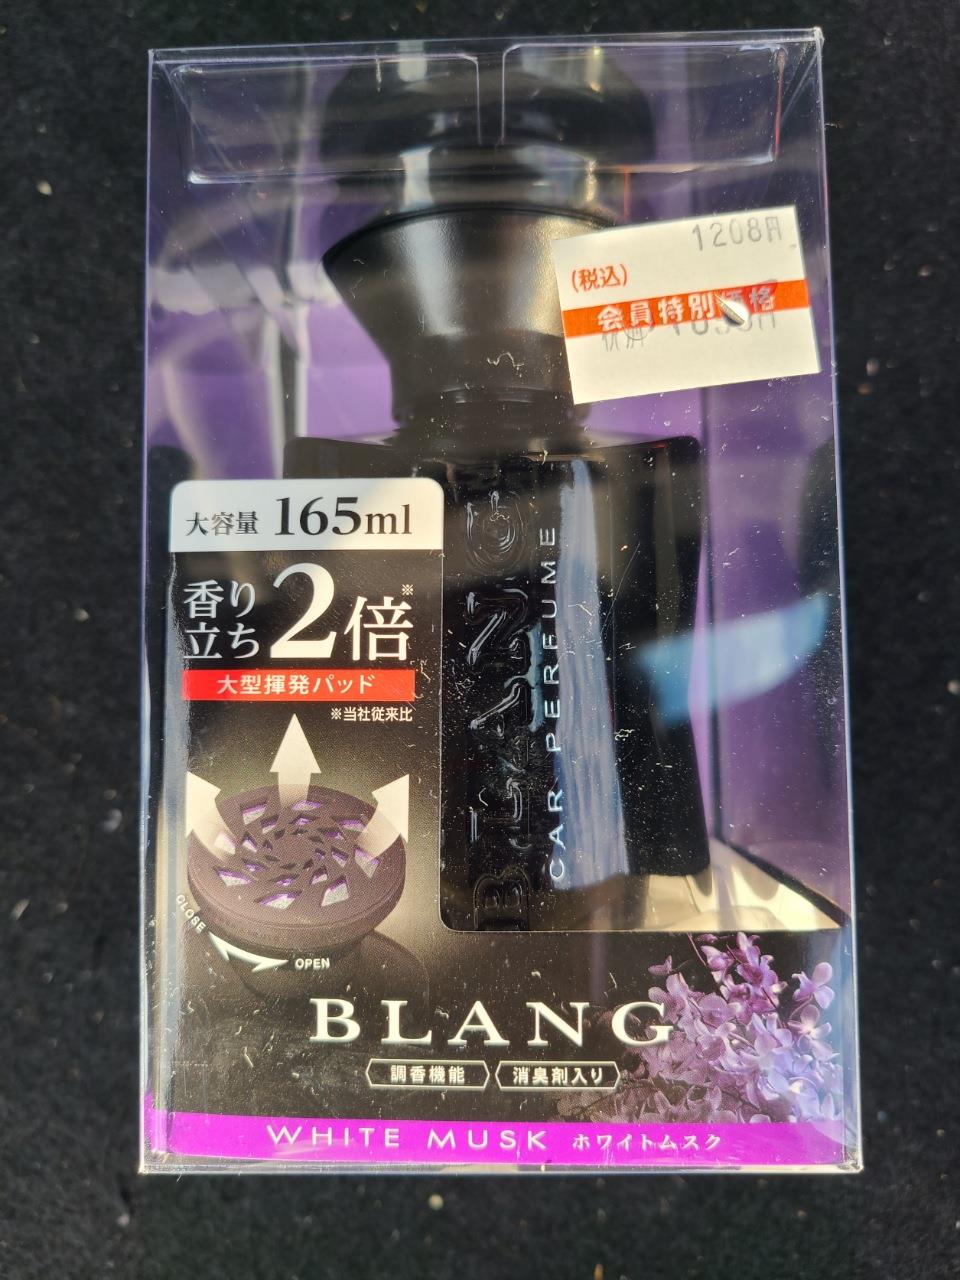 1208円
(税込)
会員特別価格
大容量 165ml
香り立ち 2倍※
大型揮発パッド
※当社従来比
BLANG
CAR PERFUME
CLOSE
OPEN
BLANG
調香機能 消臭剤入り
WHITE MUSK ホワイトムスク